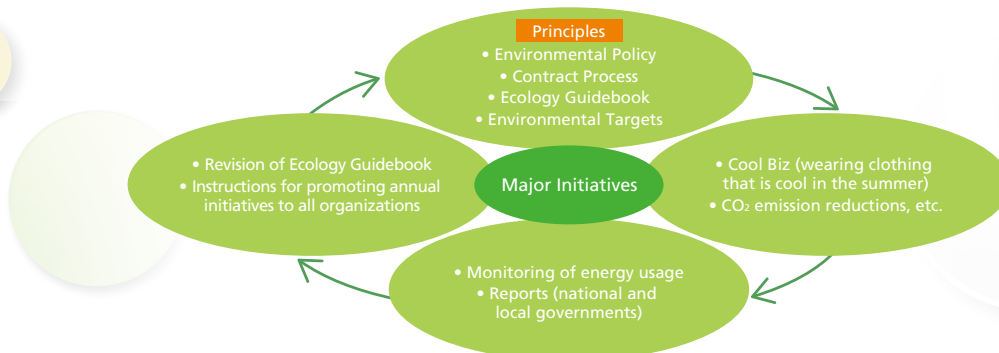 Principles
• Environmental Policy
• Contract Process
• Ecology Guidebook
• Environmental Targets
• Revision of Ecology Guidebook
• Instructions for promoting annual
initiatives to all organizations
Major Initiatives
• Cool Biz (wearing clothing
that is cool in the summer)
• CO₂ emission reductions, etc.
• Monitoring of energy usage
• Reports (national and
local governments)